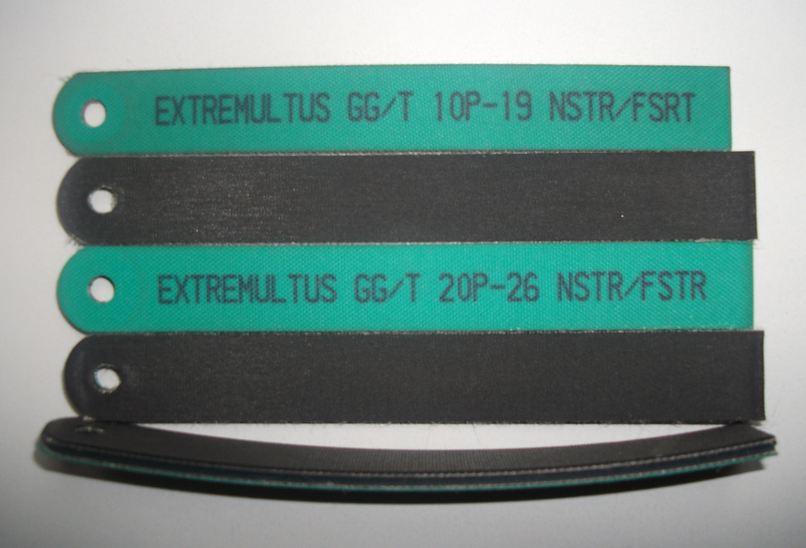 EXTREMULTUS GG/T 10P-19 NSTR/FSRT
EXTREMULTUS GG/T 20P-26 NSTR/FSTR